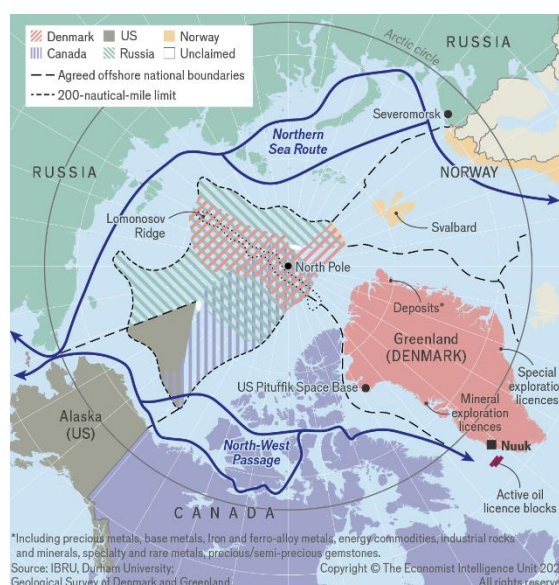 Denmark US Norway
Canada Russia Unclaimed
Agreed offshore national boundaries
200-nautical-mile limit
Arctic circle
RUSSIA
Severomorsk
Northern
Sea Route
NORWAY
RUSSIA
Lomonosov
Ridge
Svalbard
North Pole
Deposits*
Greenland
(DENMARK)
Special
exploratio
licences
US Pituffik Space Base
Mineral
exploration
licences
Alaska
(US)
North-West
Passage
Nuuk
Active oil
licence blocks
CANADA
*Including precious metals, base metals, Iron and ferro-alloy metals, energy commodities, industrial rocks
and minerals, specialty and rare metals, precious/semi-precious gemstones.
Source: IBRU, Durham University;
Geological Survey of Denmark and Greenland
Copyright © The Economist Intelligence Unit 202
All rights rese